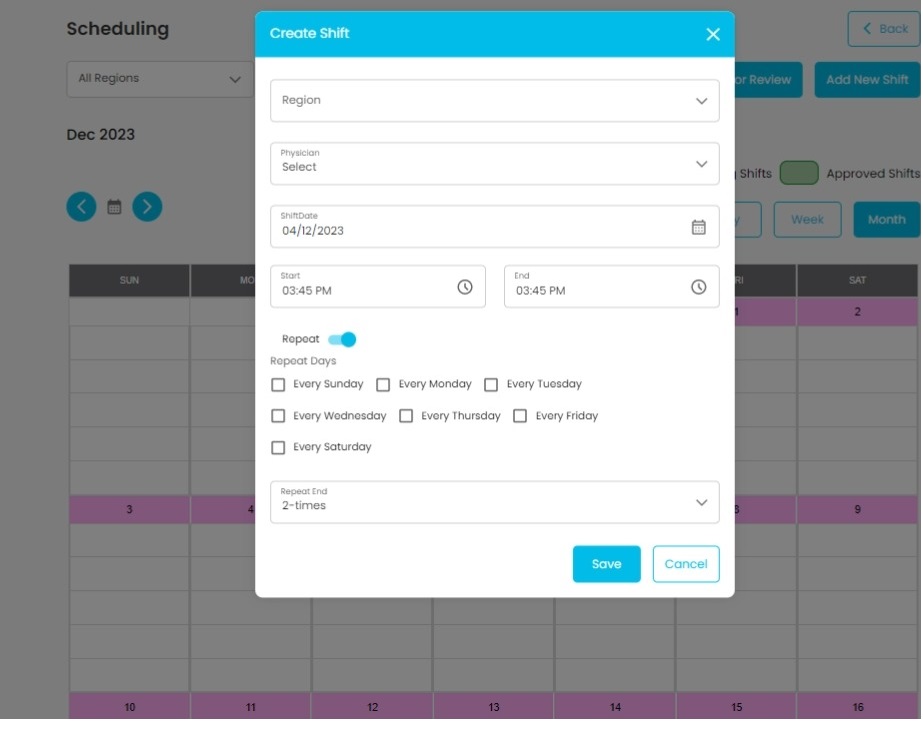 Scheduling
Back
Create Shift
All Regions
or Review
Add New Shift
Region
Dec 2023
Physician
Select
Shifts
Approved Shifts
ShiftDate
04/12/2023
Week
Month
Start
03:45 PM
End
03:45 PM
SUN
MO
RI
SAT
1
2
Repeat
Repeat Days
Every Sunday
Every Monday
Every Tuesday
Every Wednesday
Every Thursday
Every Friday
Every Saturday
Repeat End
2-times
3
4
8
9
Save
Cancel
10
11
12
13
14
15
16